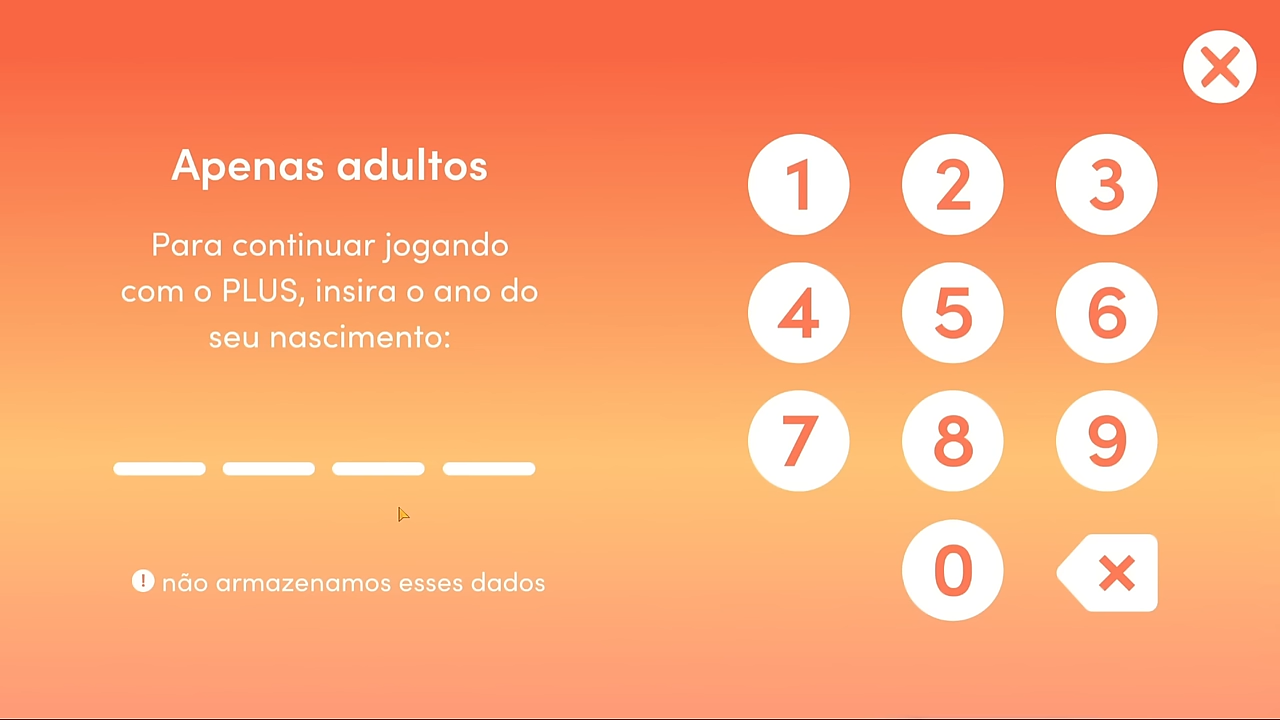 Apenas adultos
Para continuar jogando
com o PLUS, insira o ano do
seu nascimento:
! não armazenamos esses dados
1 2 3
4 5 6
7 8 9
0